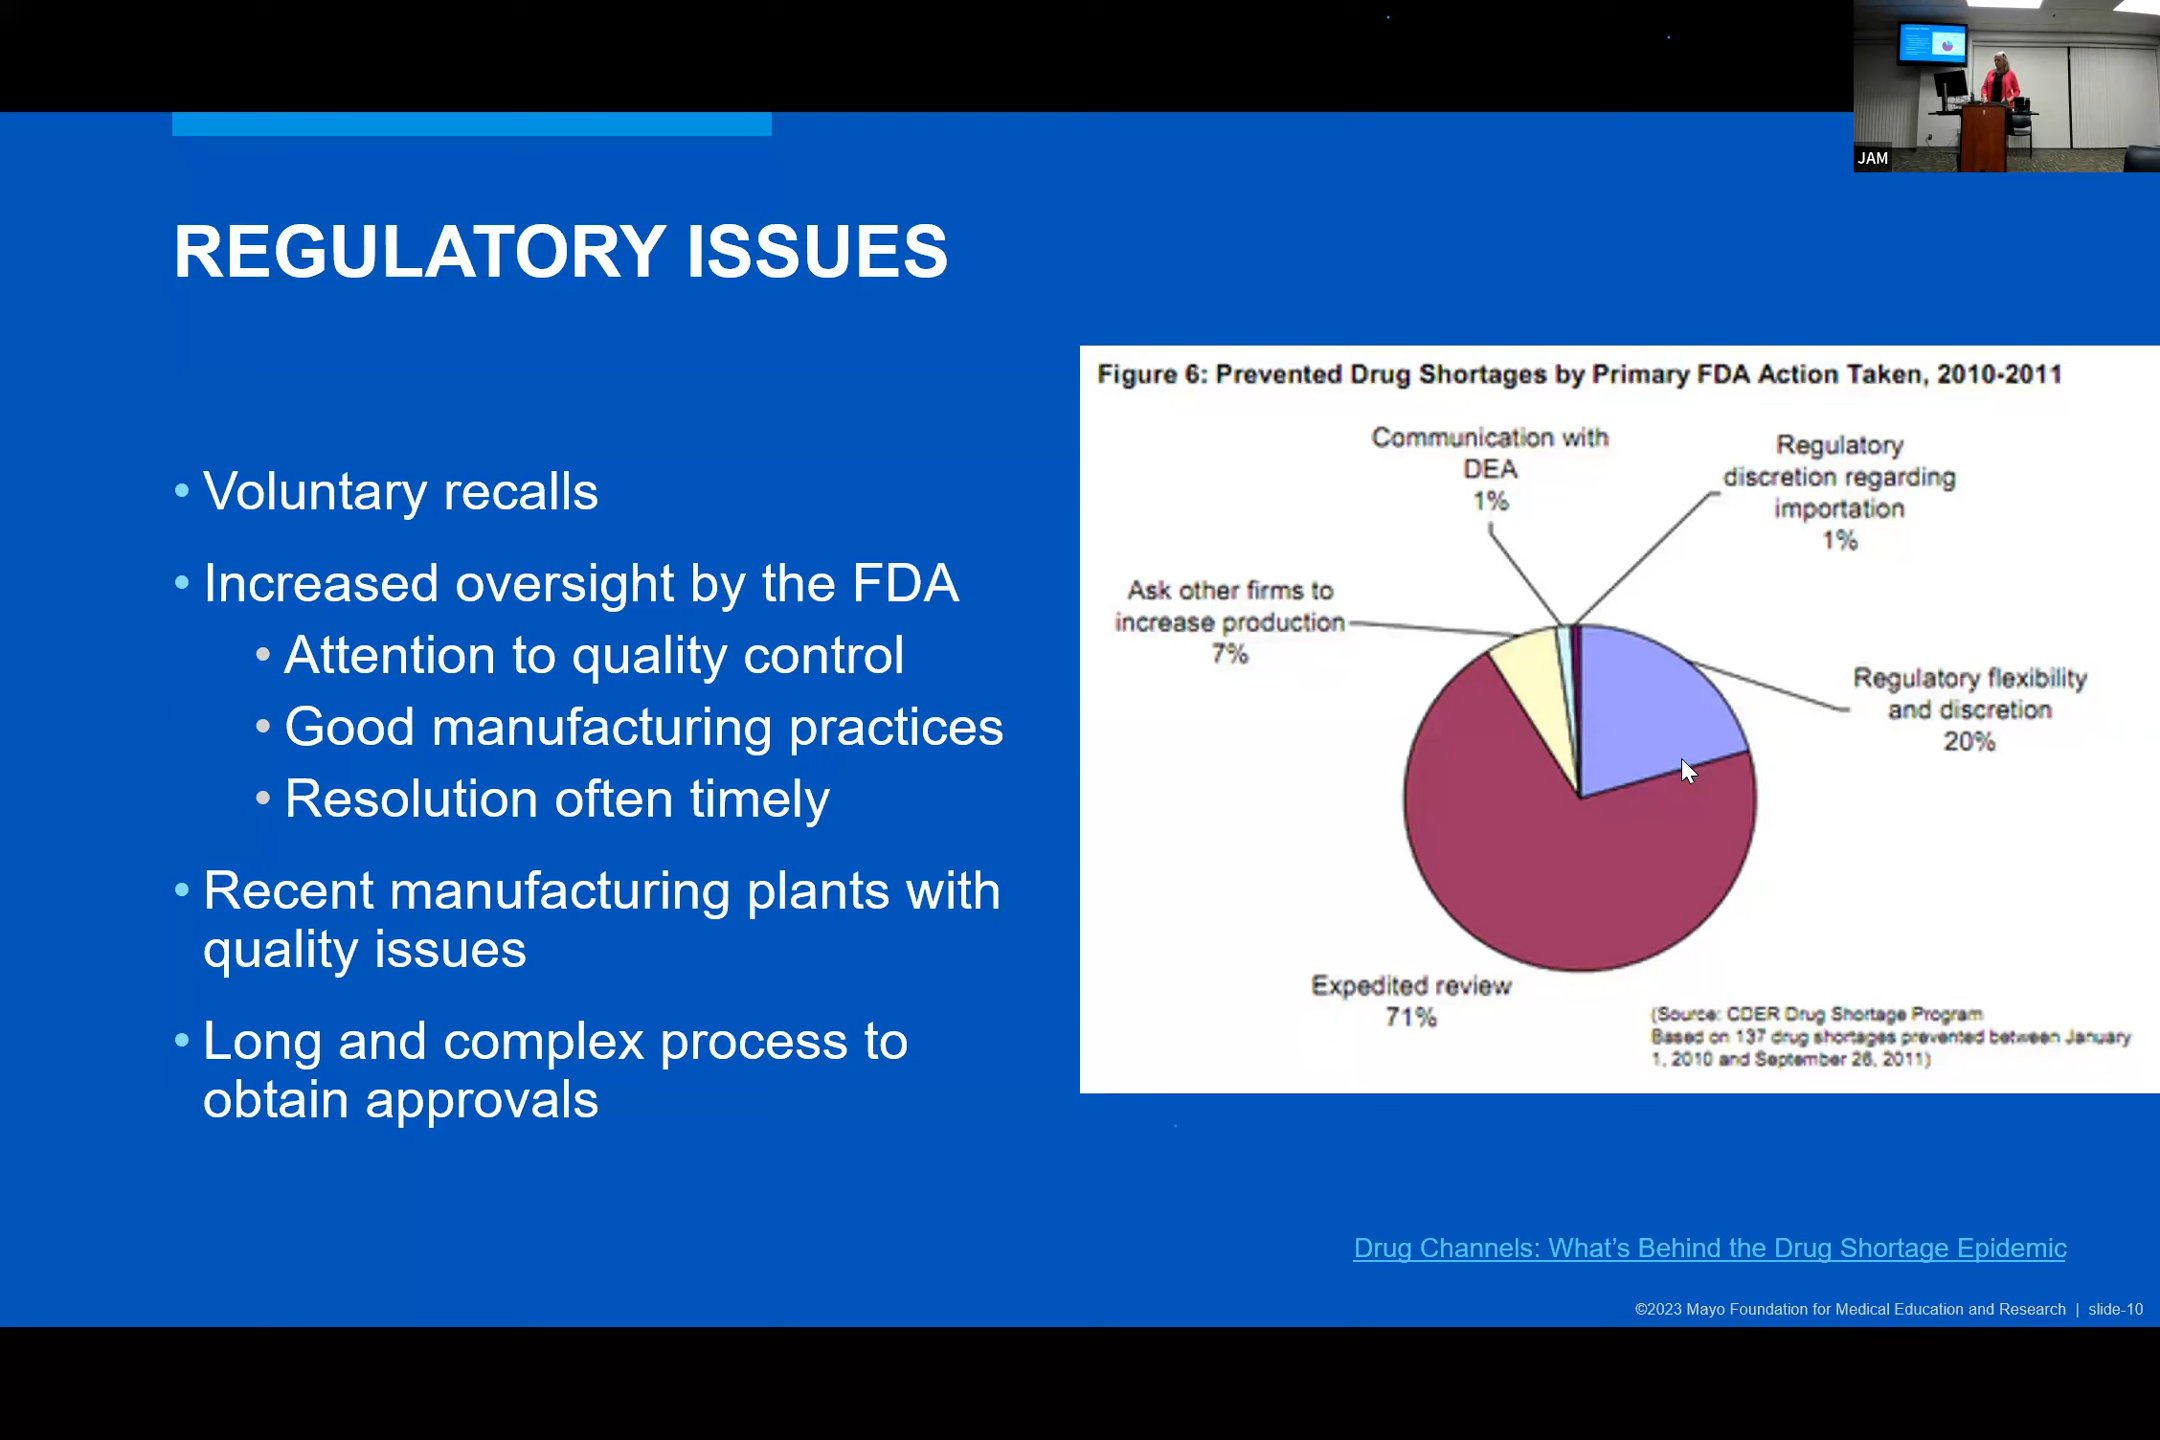 JAM
REGULATORY ISSUES
• Voluntary recalls
• Increased oversight by the FDA
• Attention to quality control
• Good manufacturing practices
• Resolution often timely
• Recent manufacturing plants with
quality issues
• Long and complex process to
obtain approvals
Figure 6: Prevented Drug Shortages by Primary FDA Action Taken, 2010-2011
Communication with
DEA
1%
Regulatory
discretion regarding
importation
1%
Ask other firms to
increase production
7%
Regulatory flexibility
and discretion
20%
Expedited review
71%
(Source: CDER Drug Shortage Program
Based on 137 drug shortages prevented between January
1, 2010 and September 26, 2011)
Drug Channels: What’s Behind the Drug Shortage Epidemic
©2023 Mayo Foundation for Medical Education and Research | slide-10